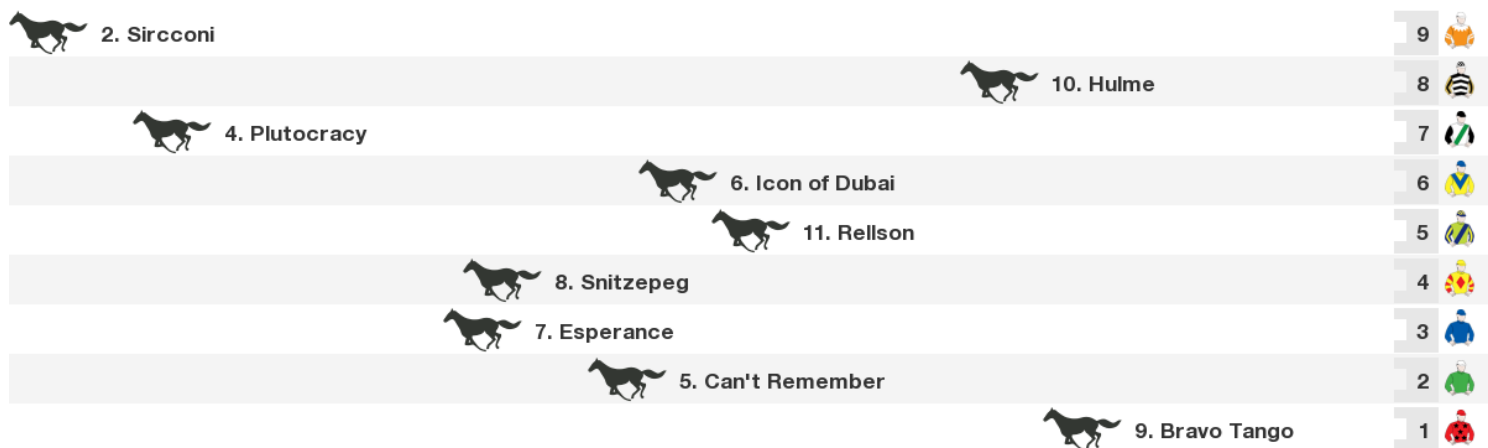 2. Sircconi 9
10. Hulme 8
4. Plutocracy 7
6. Icon of Dubai 6
11. Rellson 5
8. Snitzepeg 4
7. Esperance 3
5. Can't Remember 2
9. Bravo Tango 1